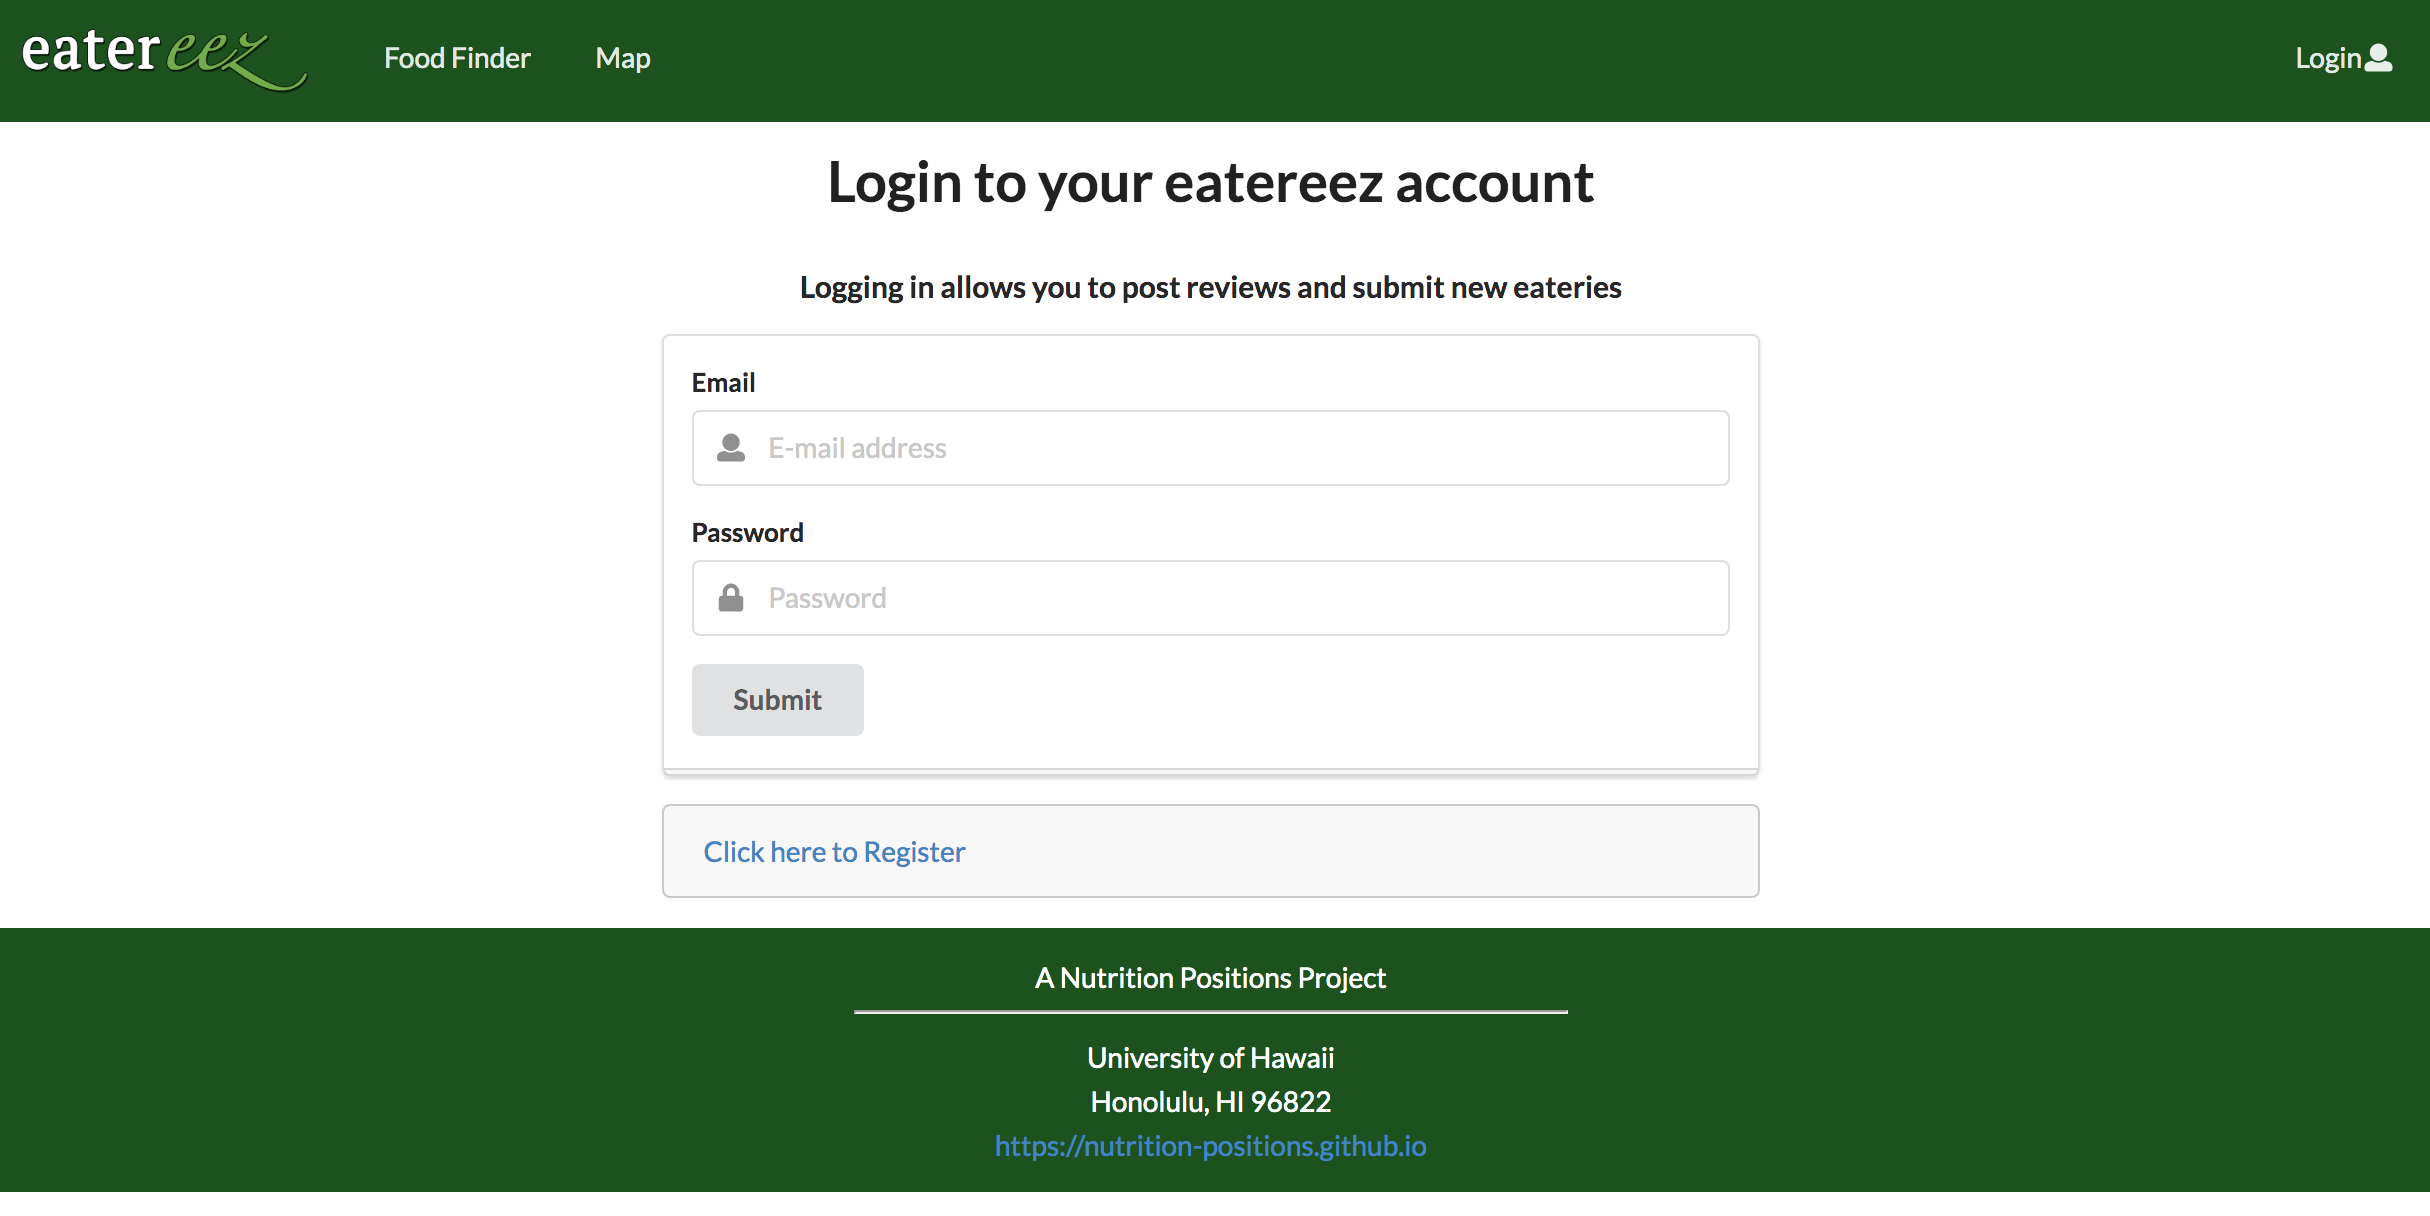 eatereez Food Finder Map Login
Login to your eatereez account
Logging in allows you to post reviews and submit new eateries
Email
E-mail address
Password
Password
Submit
Click here to Register
A Nutrition Positions Project
University of Hawaii
Honolulu, HI 96822
https://nutrition-positions.github.io